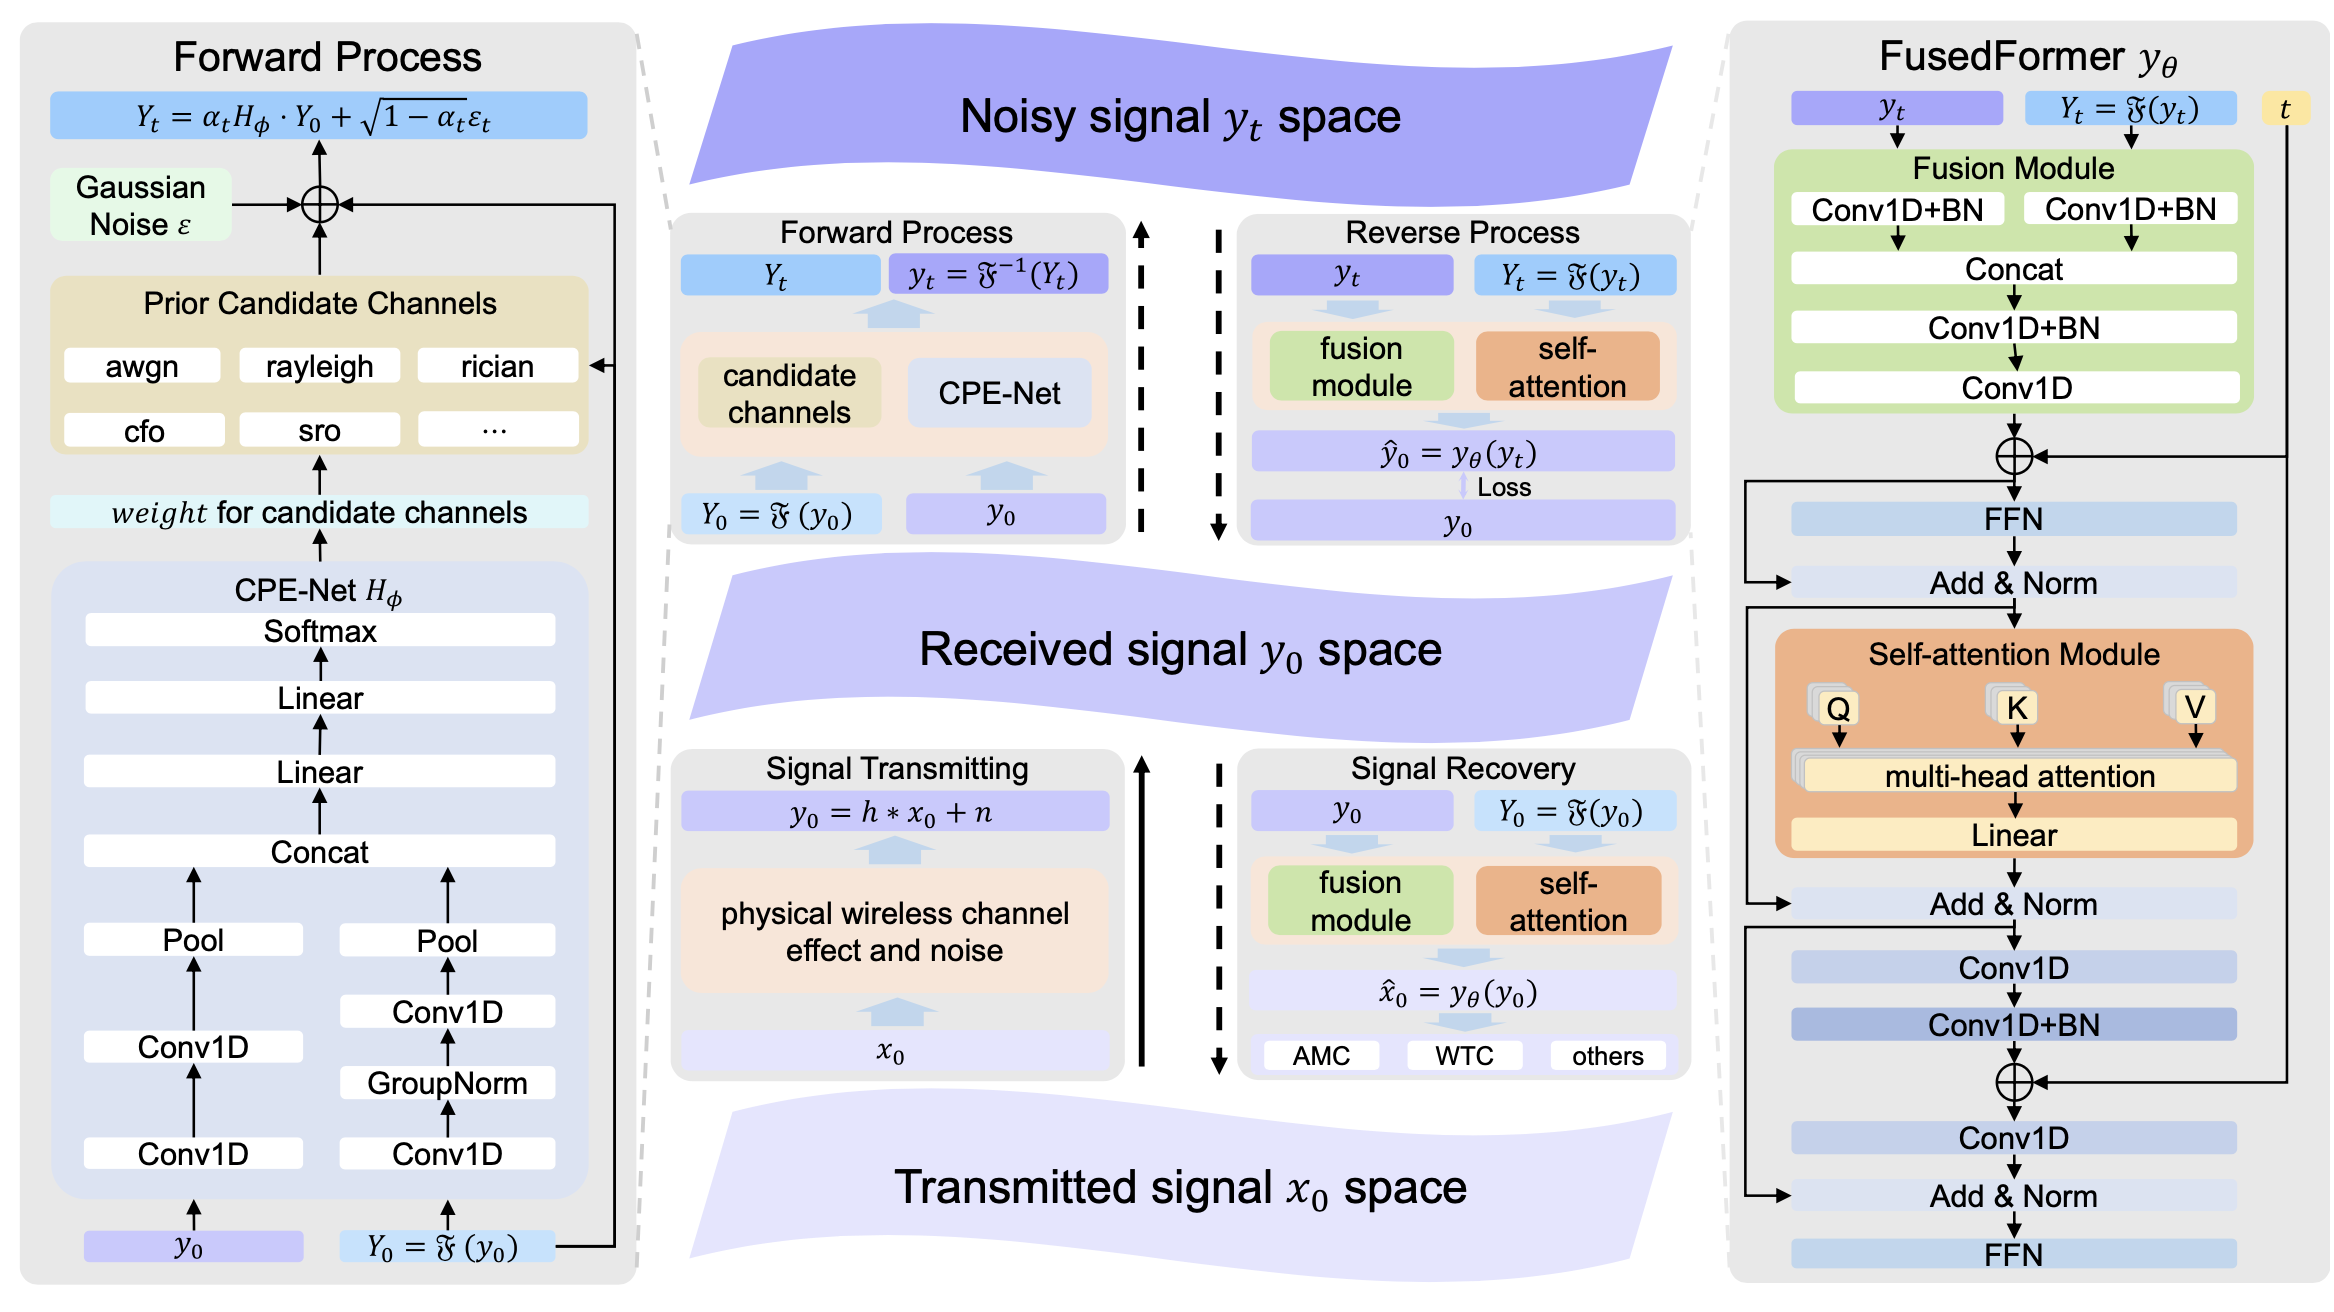 Forward Process
Y_t = α_t H_ϕ · Y_0 + √(1 − α_t) ε_t
Gaussian
Noise ε
Prior Candidate Channels
awgn
rayleigh
rician
cfo
sro
...
weight for candidate channels
CPE-Net H_ϕ
Softmax
Linear
Linear
Concat
Pool
Pool
Conv1D
Conv1D
GroupNorm
Conv1D
Conv1D
y_0
Y_0 = 𝔉 (y_0)
Noisy signal y_t space
Forward Process
Y_t
y_t = 𝔉⁻¹(Y_t)
candidate
channels
CPE-Net
Y_0 = 𝔉 (y_0)
y_0
Reverse Process
y_t
Y_t = 𝔉(y_t)
fusion
module
self-
attention
ŷ_0 = y_θ(y_t)
Loss
y_0
Received signal y_0 space
Signal Transmitting
y_0 = h ∗ x_0 + n
physical wireless channel
effect and noise
x_0
Signal Recovery
y_0
Y_0 = 𝔉(y_0)
fusion
module
self-
attention
x̂_0 = y_θ(y_0)
AMC
WTC
others
Transmitted signal x_0 space
FusedFormer y_θ
y_t
Y_t = 𝔉(y_t)
t
Fusion Module
Conv1D+BN
Conv1D+BN
Concat
Conv1D+BN
Conv1D
FFN
Add & Norm
Self-attention Module
Q
K
V
multi-head attention
Linear
Add & Norm
Conv1D
Conv1D+BN
Conv1D
Add & Norm
FFN